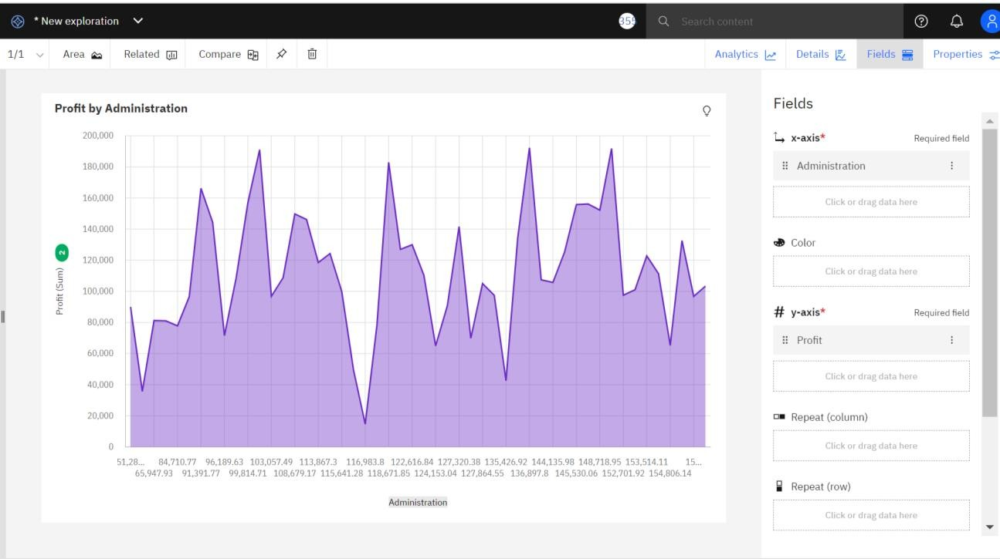 * New exploration
355
Search content
1/1
Area
Related
Compare
Analytics
Details
Fields
Properties
Profit by Administration
200,000
180,000
160,000
140,000
120,000
100,000
80,000
60,000
40,000
20,000
0
Profit (Sum)
2
51,28... 84,710.77 96,189.63 103,057.49 113,867.3 116,983.8 122,616.84 127,320.38 135,426.92 144,135.98 148,718.95 153,514.11 15...
65,947.93 91,391.77 99,814.71 108,679.17 115,641.28 118,671.85 124,153.04 127,864.55 136,897.8 145,530.06 152,701.92 154,806.14
Administration
Fields
x-axis* Required field
Administration
Click or drag data here
Color
Click or drag data here
# y-axis* Required field
Profit
Click or drag data here
Repeat (column)
Click or drag data here
Repeat (row)
Click or drag data here